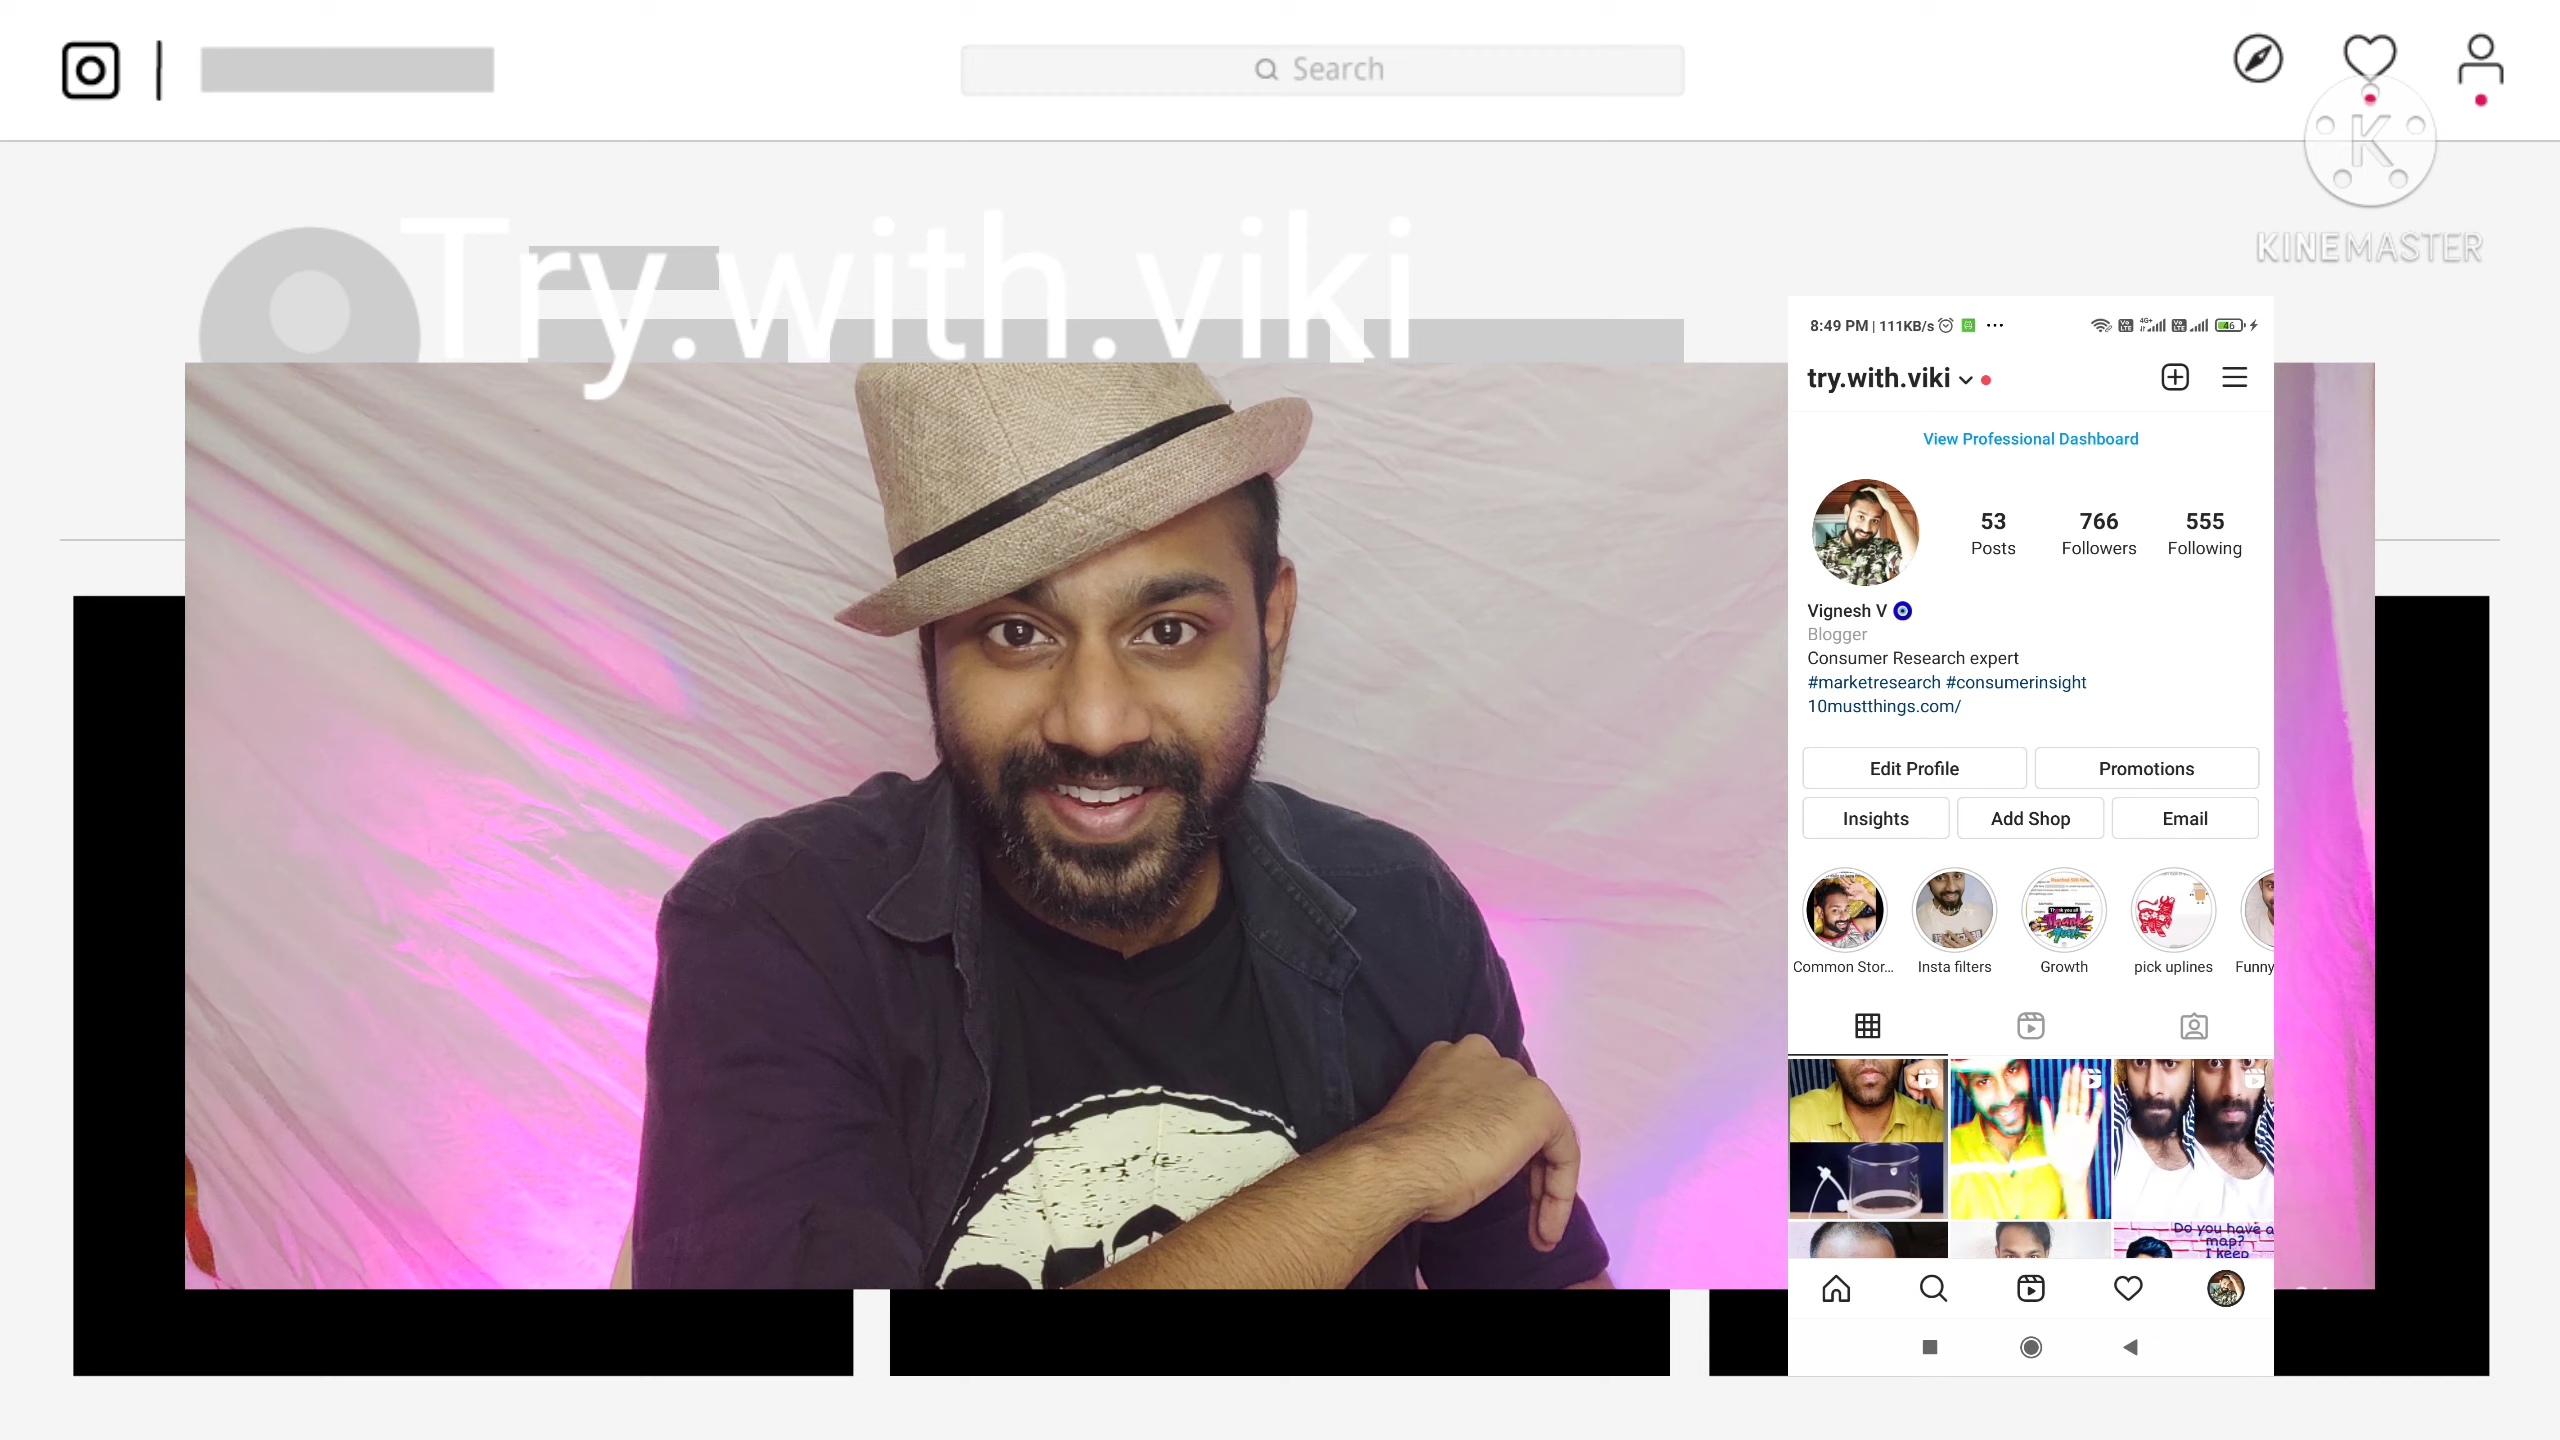 Search
KINEMASTER
Try.with.viki
8:49 PM | 111KB/s
46
try.with.viki
View Professional Dashboard
53 766 555
Posts Followers Following
Vignesh V
Blogger
Consumer Research expert
#marketresearch #consumerinsight
10mustthings.com/
Edit Profile Promotions
Insights Add Shop Email
Common Stor... Insta filters Growth pick uplines Funny
Do you have a
map?
I keep